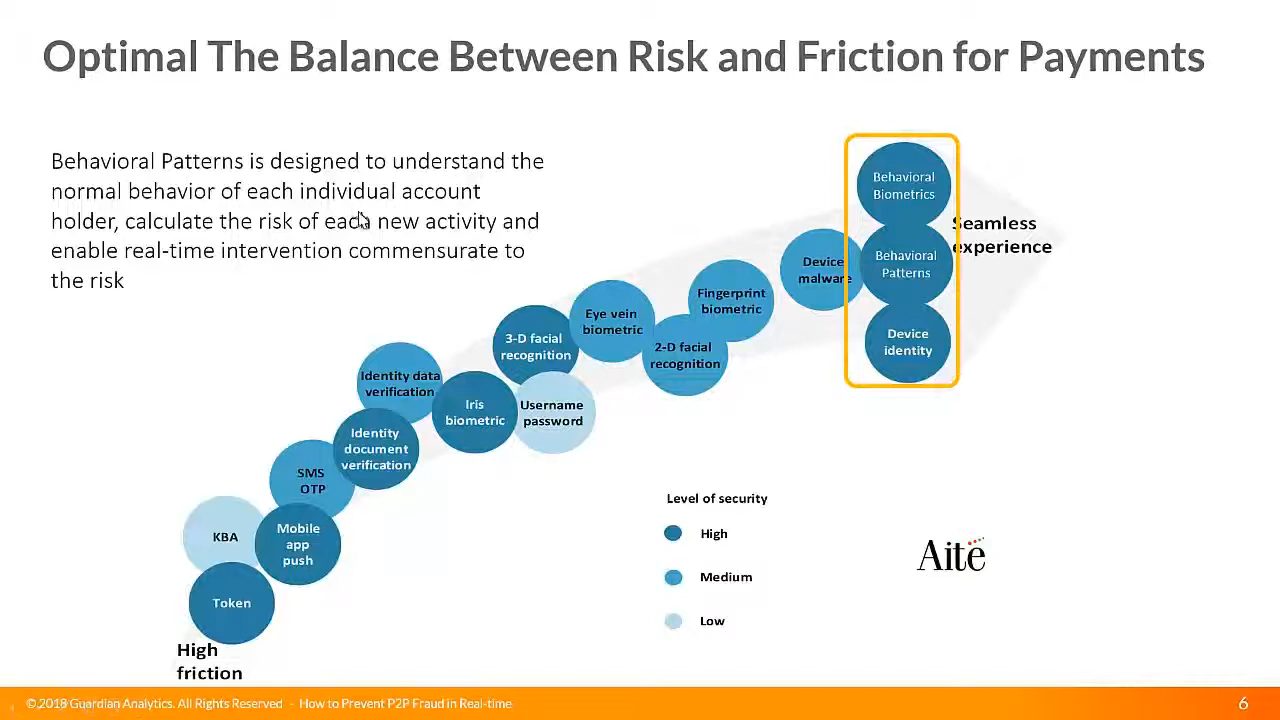 Optimal The Balance Between Risk and Friction for Payments
Behavioral Patterns is designed to understand the
normal behavior of each individual account
holder, calculate the risk of each new activity and
enable real-time intervention commensurate to
the risk
Behavioral
Biometrics
Seamless
experience
Behavioral
Patterns
Device
malware
Device
identity
Fingerprint
biometric
Eye vein
biometric
2-D facial
recognition
3-D facial
recognition
Username
password
Iris
biometric
Identity data
verification
Identity
document
verification
SMS
OTP
Mobile
app
push
KBA
Token
High
friction
Level of security
High
Medium
Low
Aite
©2018 Guardian Analytics. All Rights Reserved - How to Prevent P2P Fraud in Real-time
6